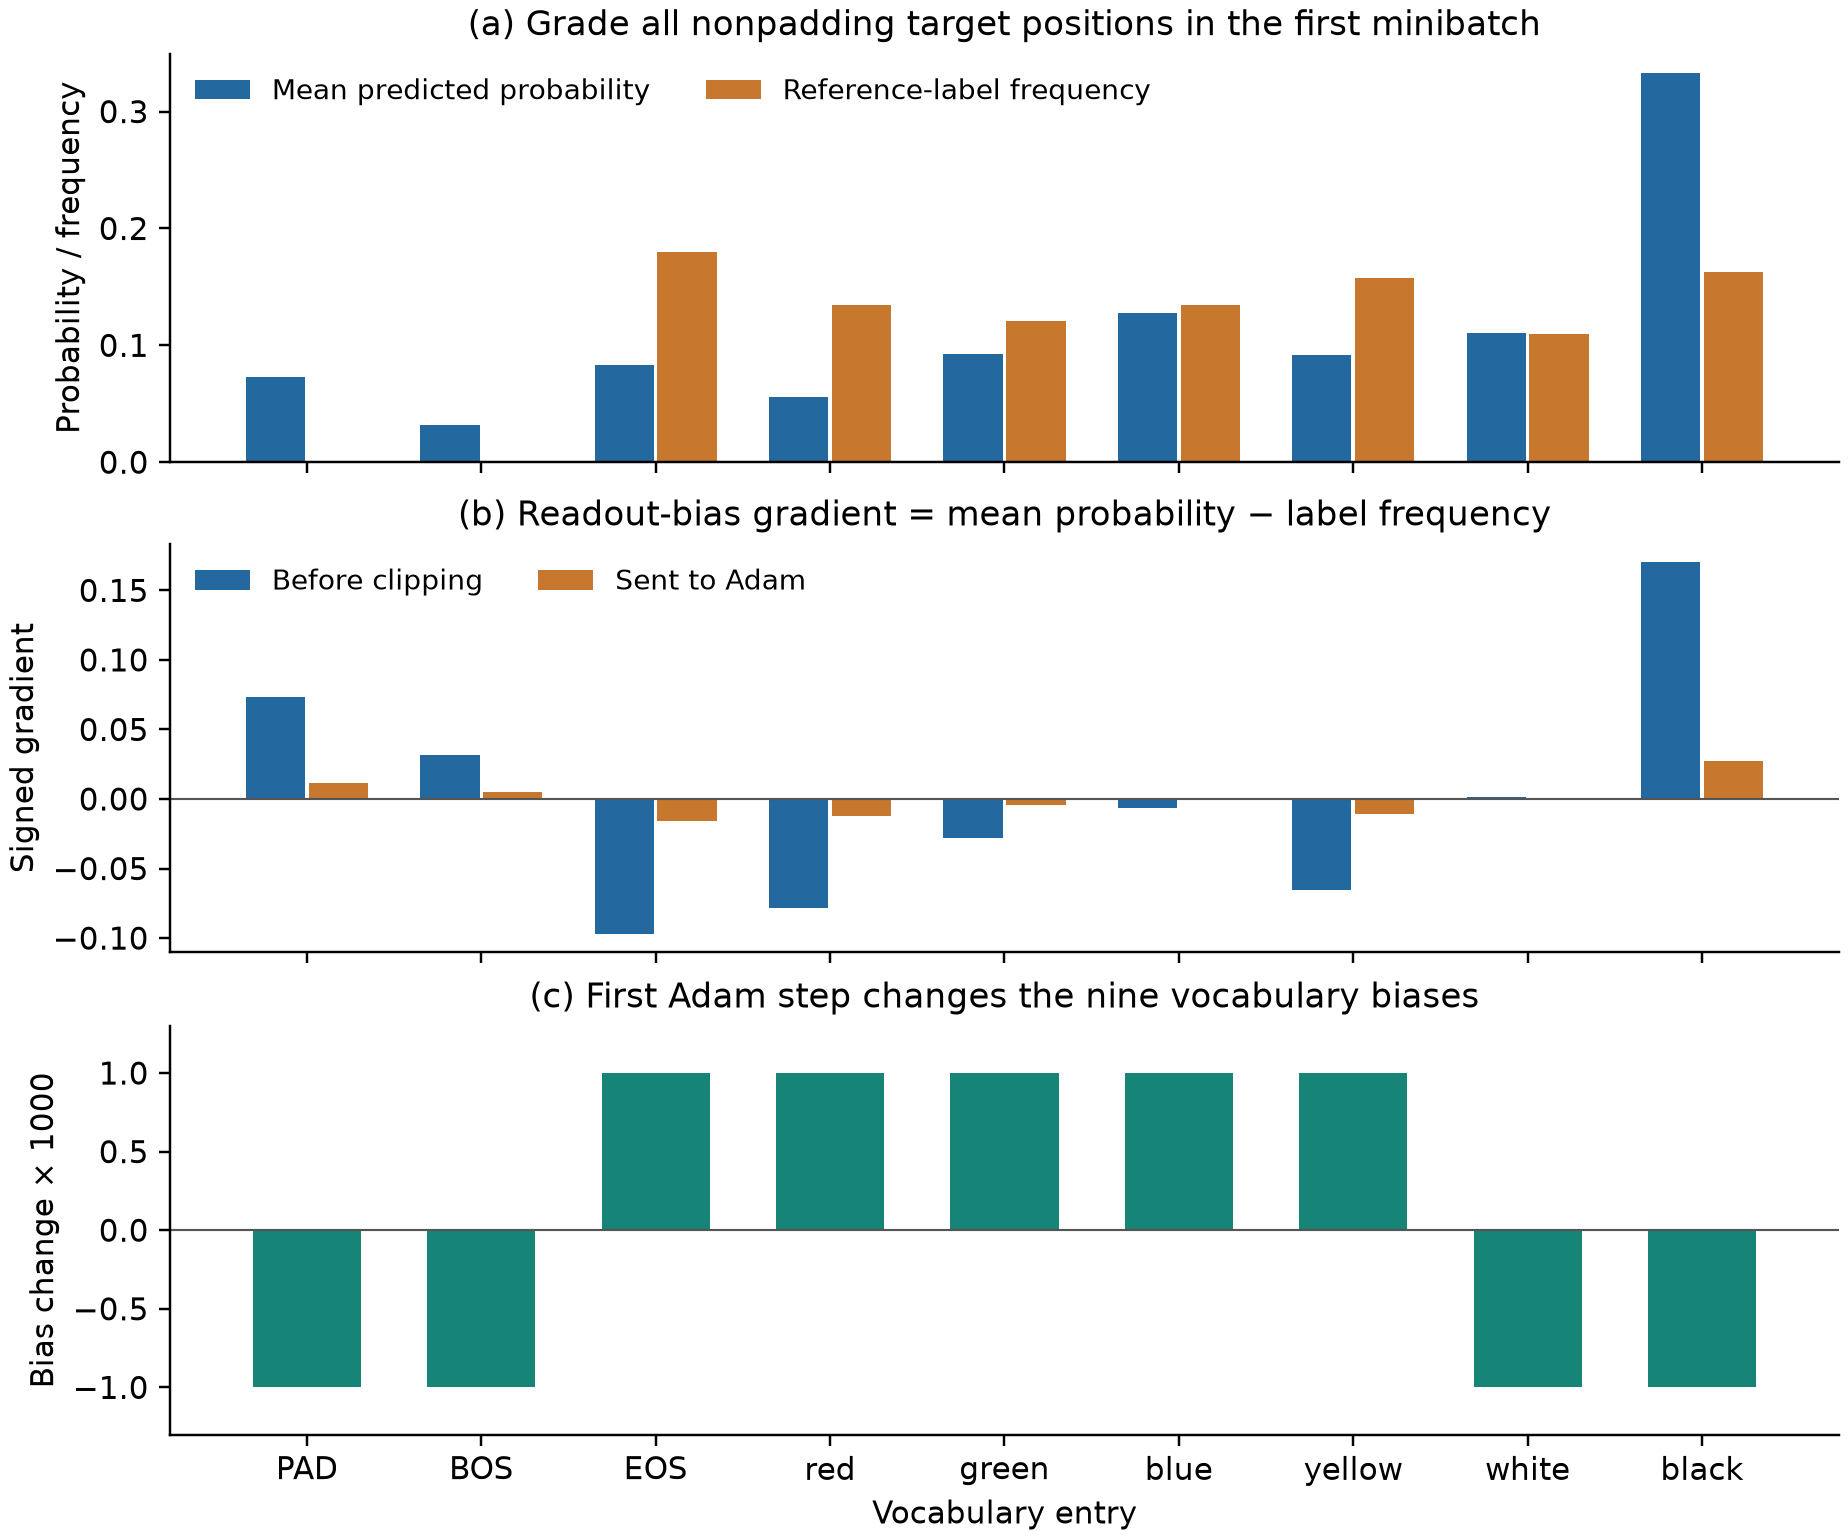 (a) Grade all nonpadding target positions in the first minibatch
Mean predicted probability
Reference-label frequency
Probability / frequency
0.3
0.2
0.1
0.0
(b) Readout-bias gradient = mean probability − label frequency
Before clipping
Sent to Adam
Signed gradient
0.15
0.10
0.05
0.00
−0.05
−0.10
(c) First Adam step changes the nine vocabulary biases
Bias change × 1000
1.0
0.5
0.0
−0.5
−1.0
PAD BOS EOS red green blue yellow white black
Vocabulary entry